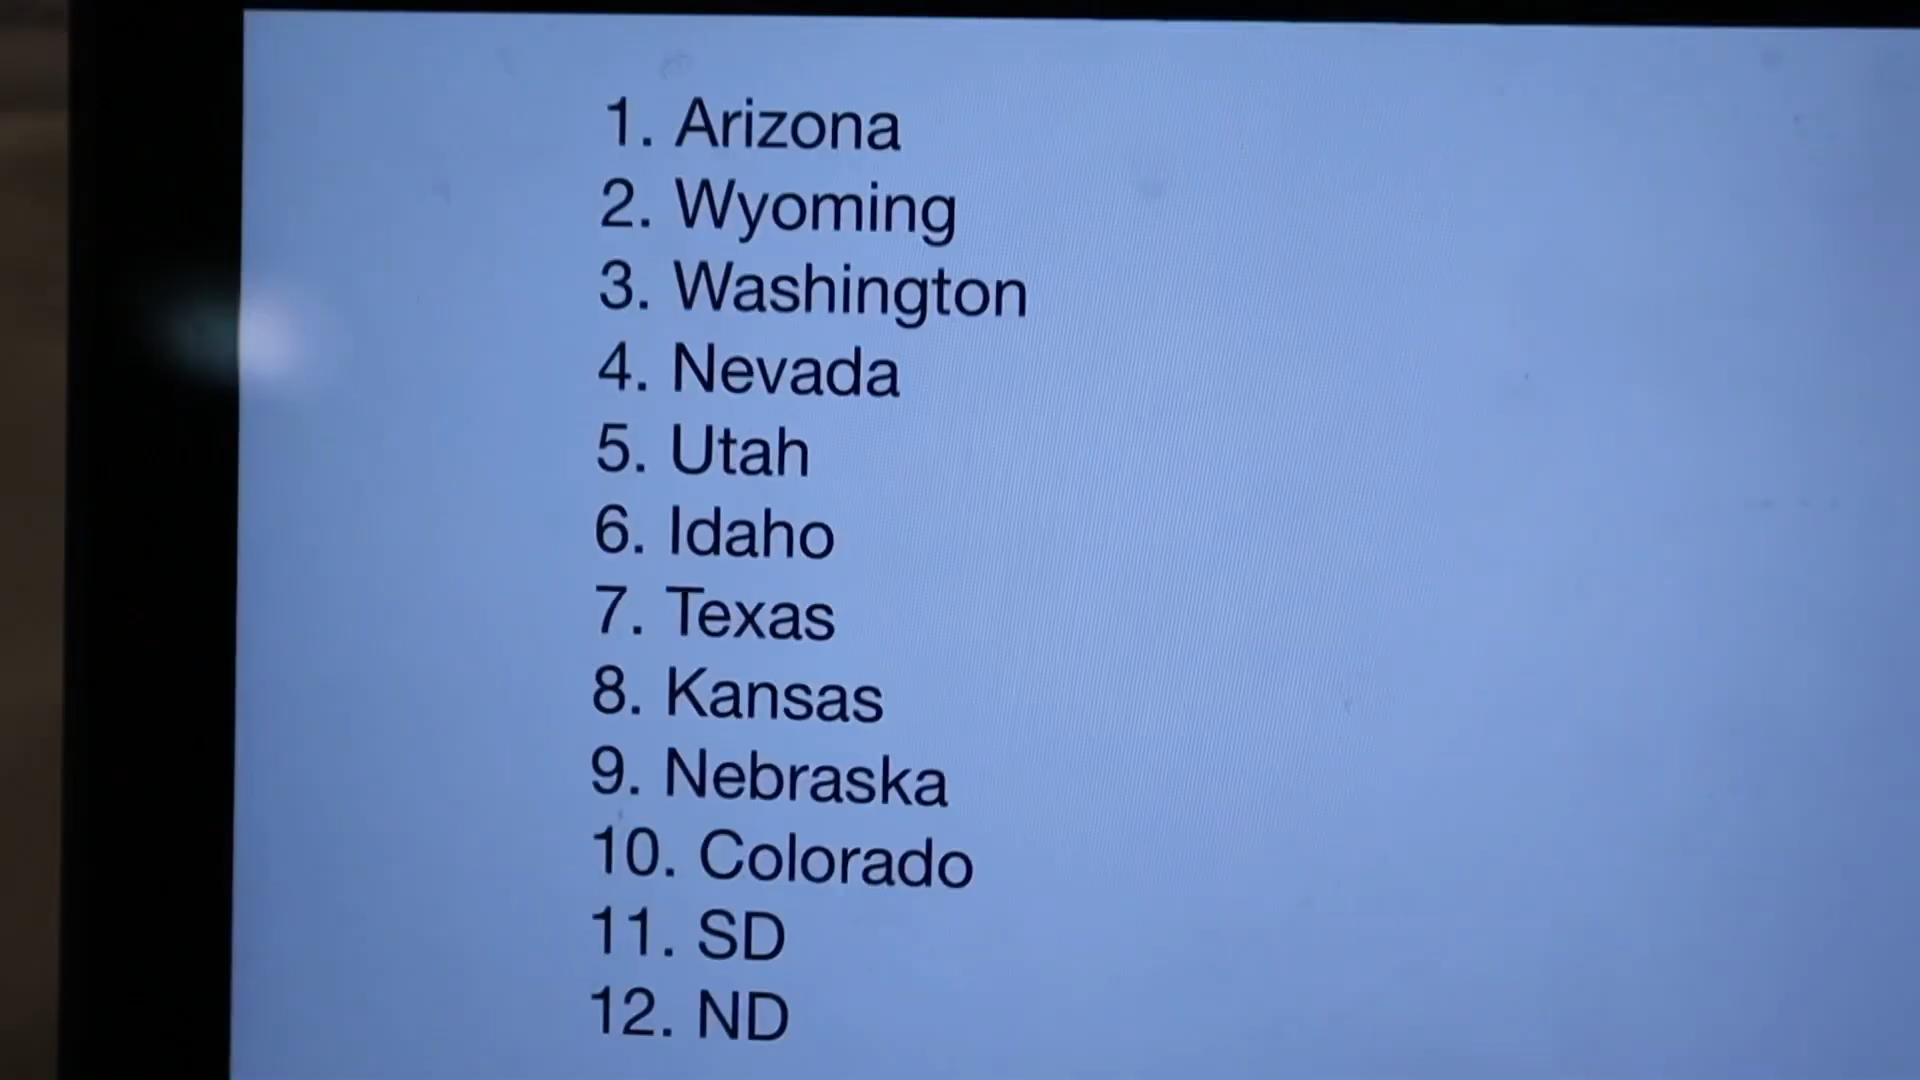 1. Arizona
2. Wyoming
3. Washington
4. Nevada
5. Utah
6. Idaho
7. Texas
8. Kansas
9. Nebraska
10. Colorado
11. SD
12. ND